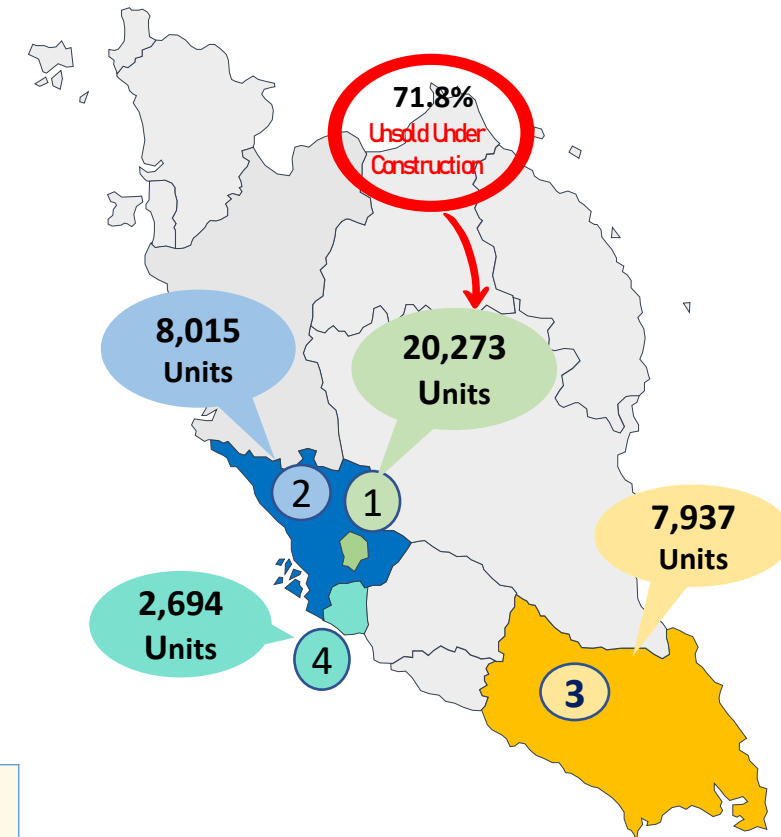 71.8%
Unsold Under
Construction
8,015
Units
20,273
Units
2
1
7,937
Units
2,694
Units
4
3